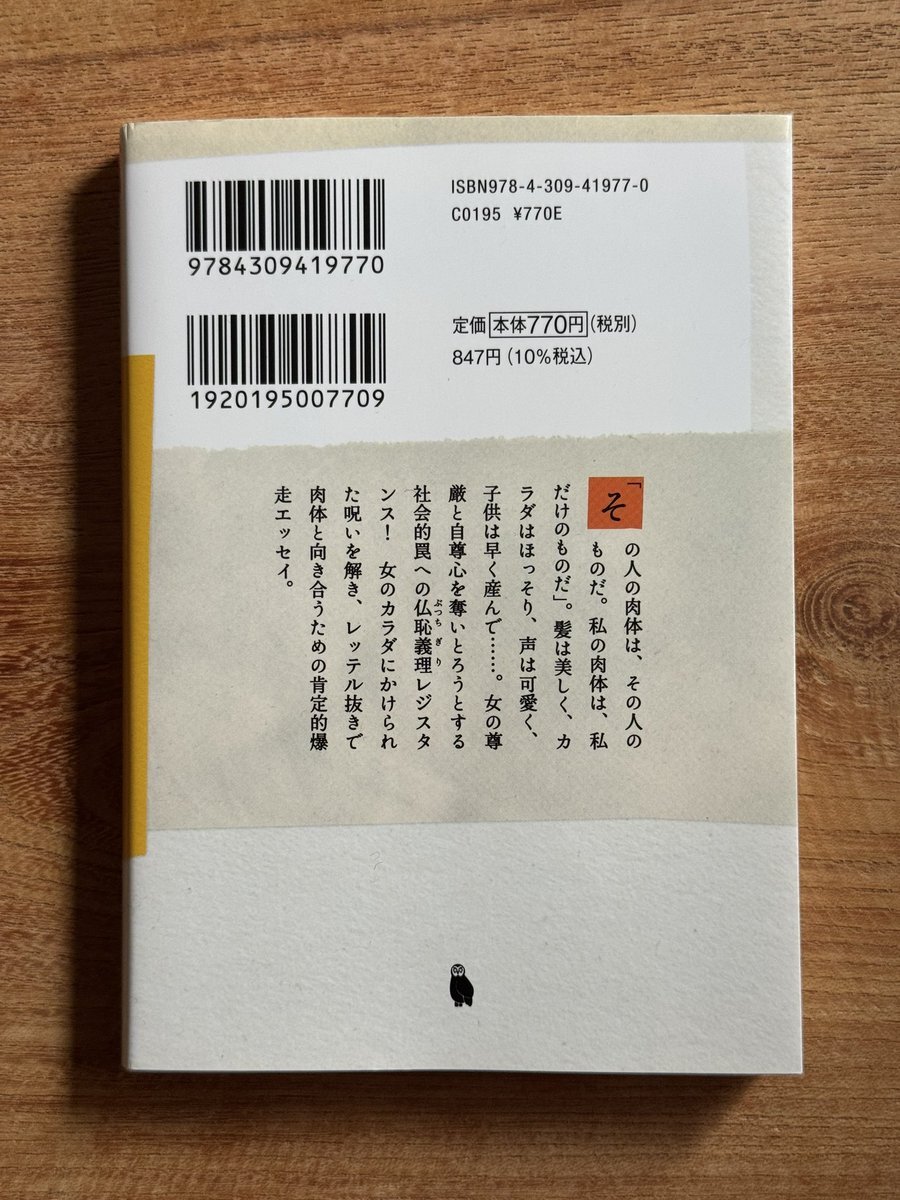 ISBN978-4-309-41977-0
C0195 ¥770E
9784309419770
1920195007709
定価本体770円(税別)
847円(10%税込)
「その人の肉体は、その人の
ものだ。私の肉体は、私
だけのものだ」。髪は美しく、カ
ラダはほっそり、声は可愛く、
子供は早く産んで……。女の尊
厳と自尊心を奪いとろうとする
社会的罠への仏恥義理レジスタ
ぶっちぎり
ンス！　女のカラダにかけられ
た呪いを解き、レッテル抜きで
肉体と向き合うための肯定的爆
走エッセイ。